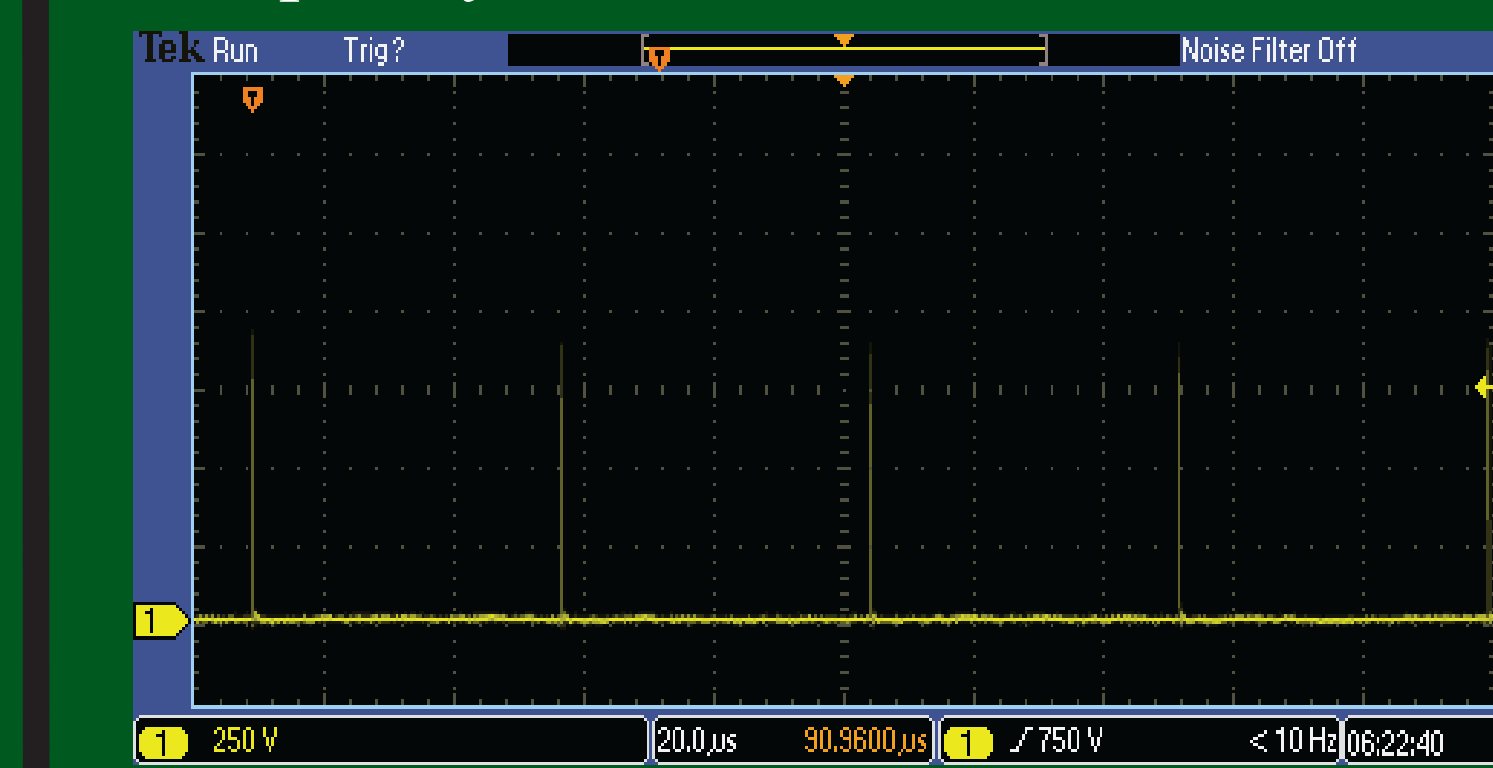 Tek Run Trig? Noise Filter Off
T
T
1
1 250 V 20.0µs 90.9600µs 1 750 V < 10 Hz 06:22:40